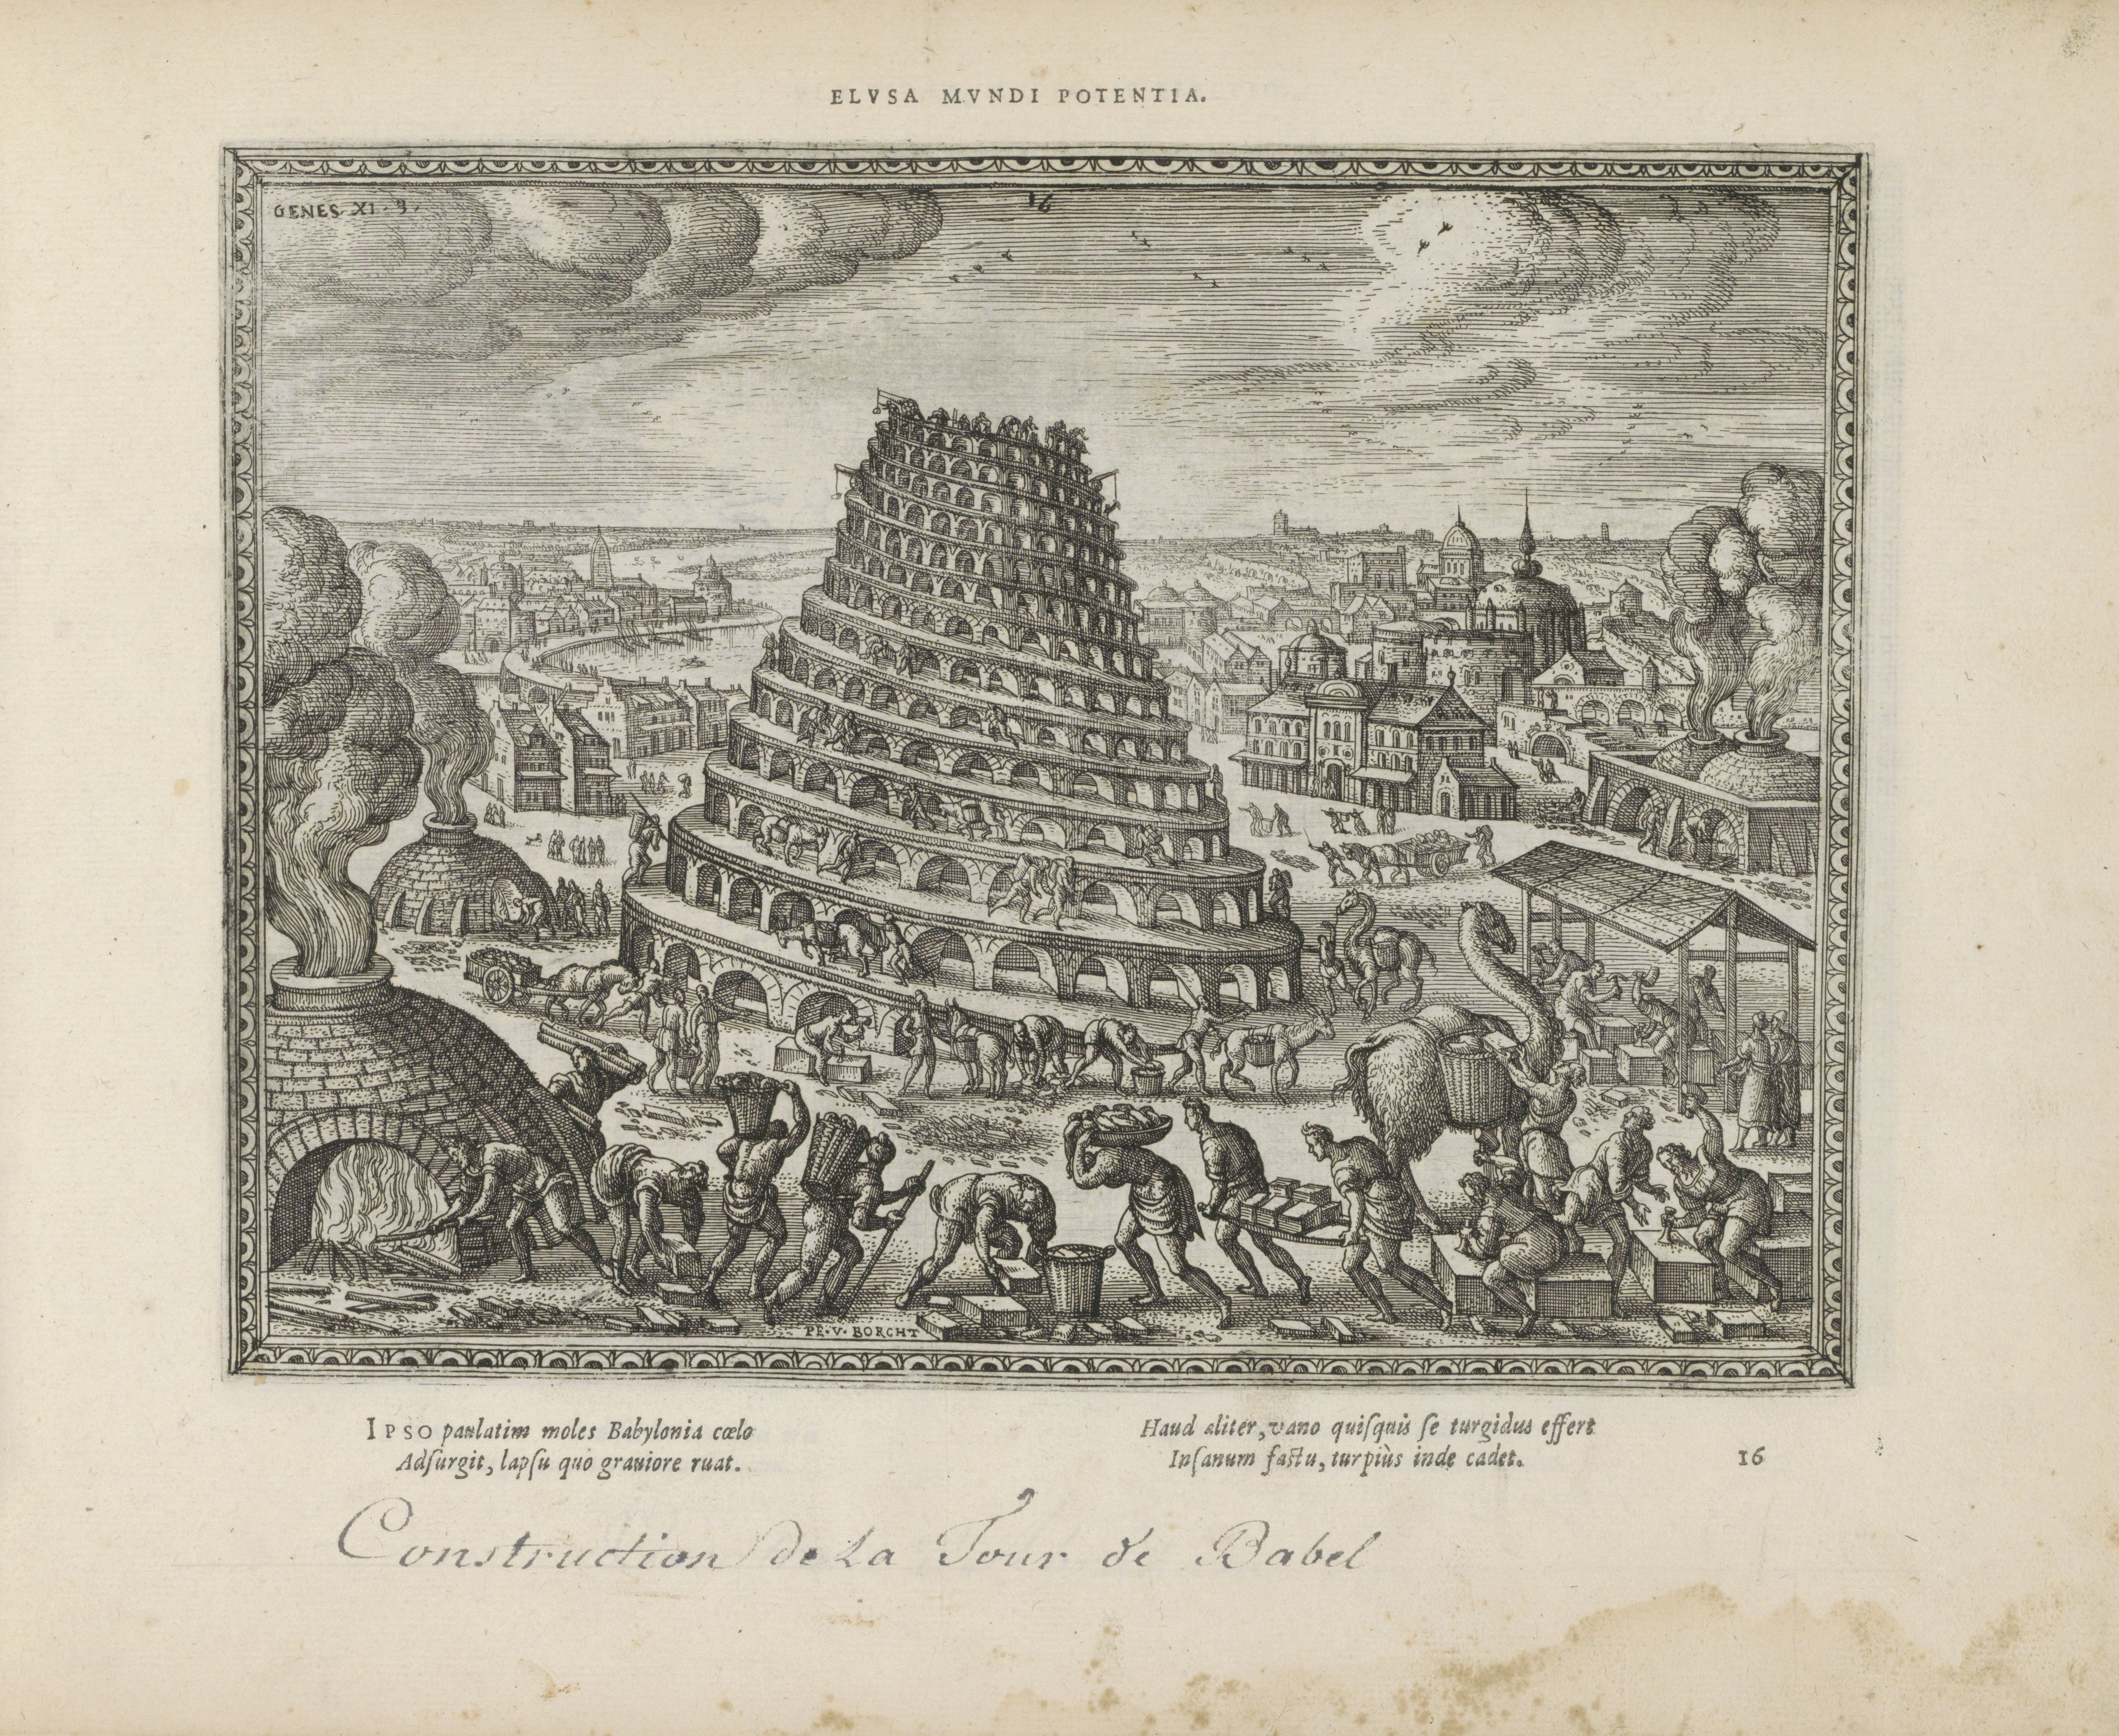 ELVSA MVNDI POTENTIA.
GENES XI. 9.
16
PE. V. BORCHT
IPSO paulatim moles Babylonia cœlo
Adſurgit, lapſu quò grauiore ruat.
Haud aliter, vano quiſquis ſe turgidus effert
Inſanum faſtu, turpiùs inde cadet.
16
Construction de La Tour de Babel